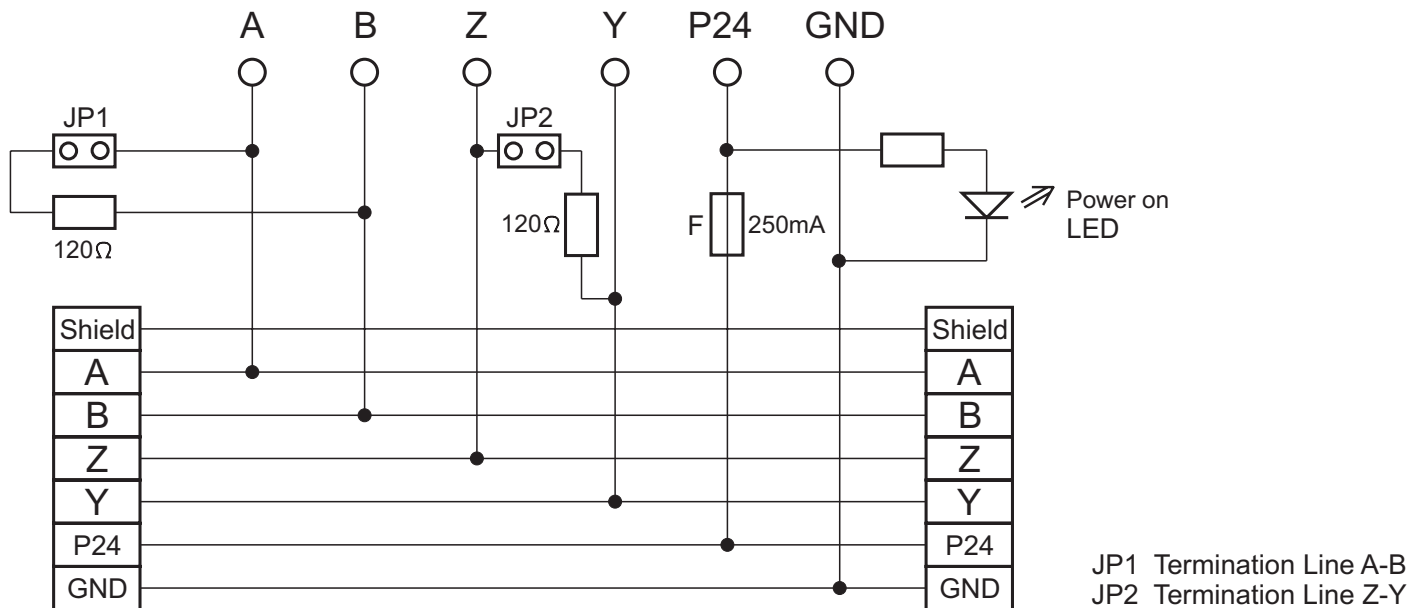 A B Z Y P24 GND
JP1 JP2
120Ω 120Ω F 250mA Power on
LED
Shield Shield
A A
B B
Z Z
Y Y
P24 P24
GND GND
JP1 Termination Line A-B
JP2 Termination Line Z-Y